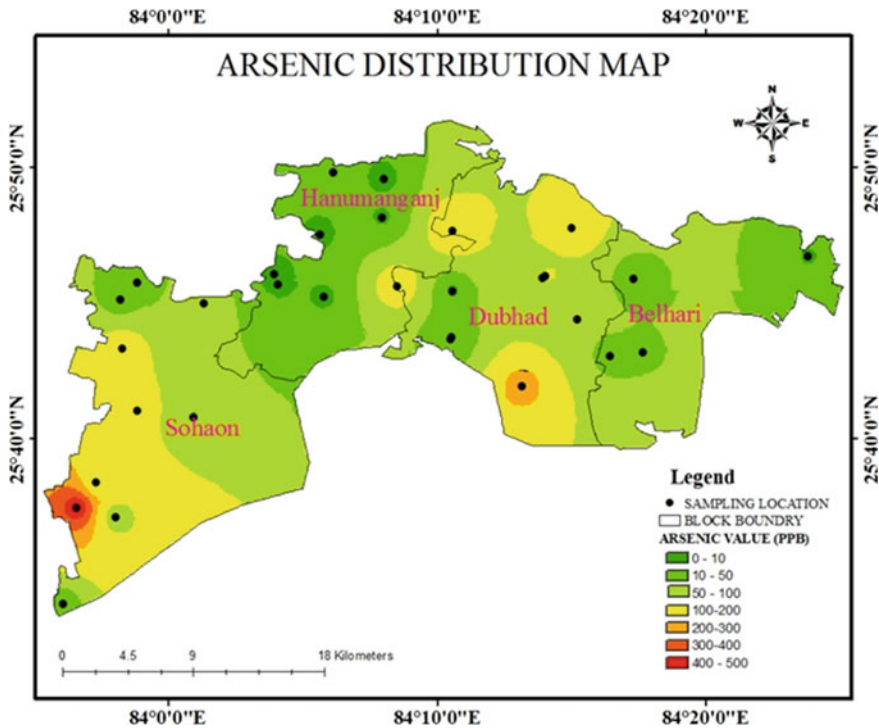 84°0'0"E 84°10'0"E 84°20'0"E
ARSENIC DISTRIBUTION MAP
N
W E
S
25°50'0"N 25°50'0"N
Hanumanganj
Dubhad
Belhari
Sohaon
25°40'0"N 25°40'0"N
Legend
SAMPLING LOCATION
BLOCK BOUNDRY
ARSENIC VALUE (PPB)
0 - 10
10 - 50
50 - 100
100-200
200-300
300-400
400 - 500
0 4.5 9 18 Kilometers
84°0'0"E 84°10'0"E 84°20'0"E